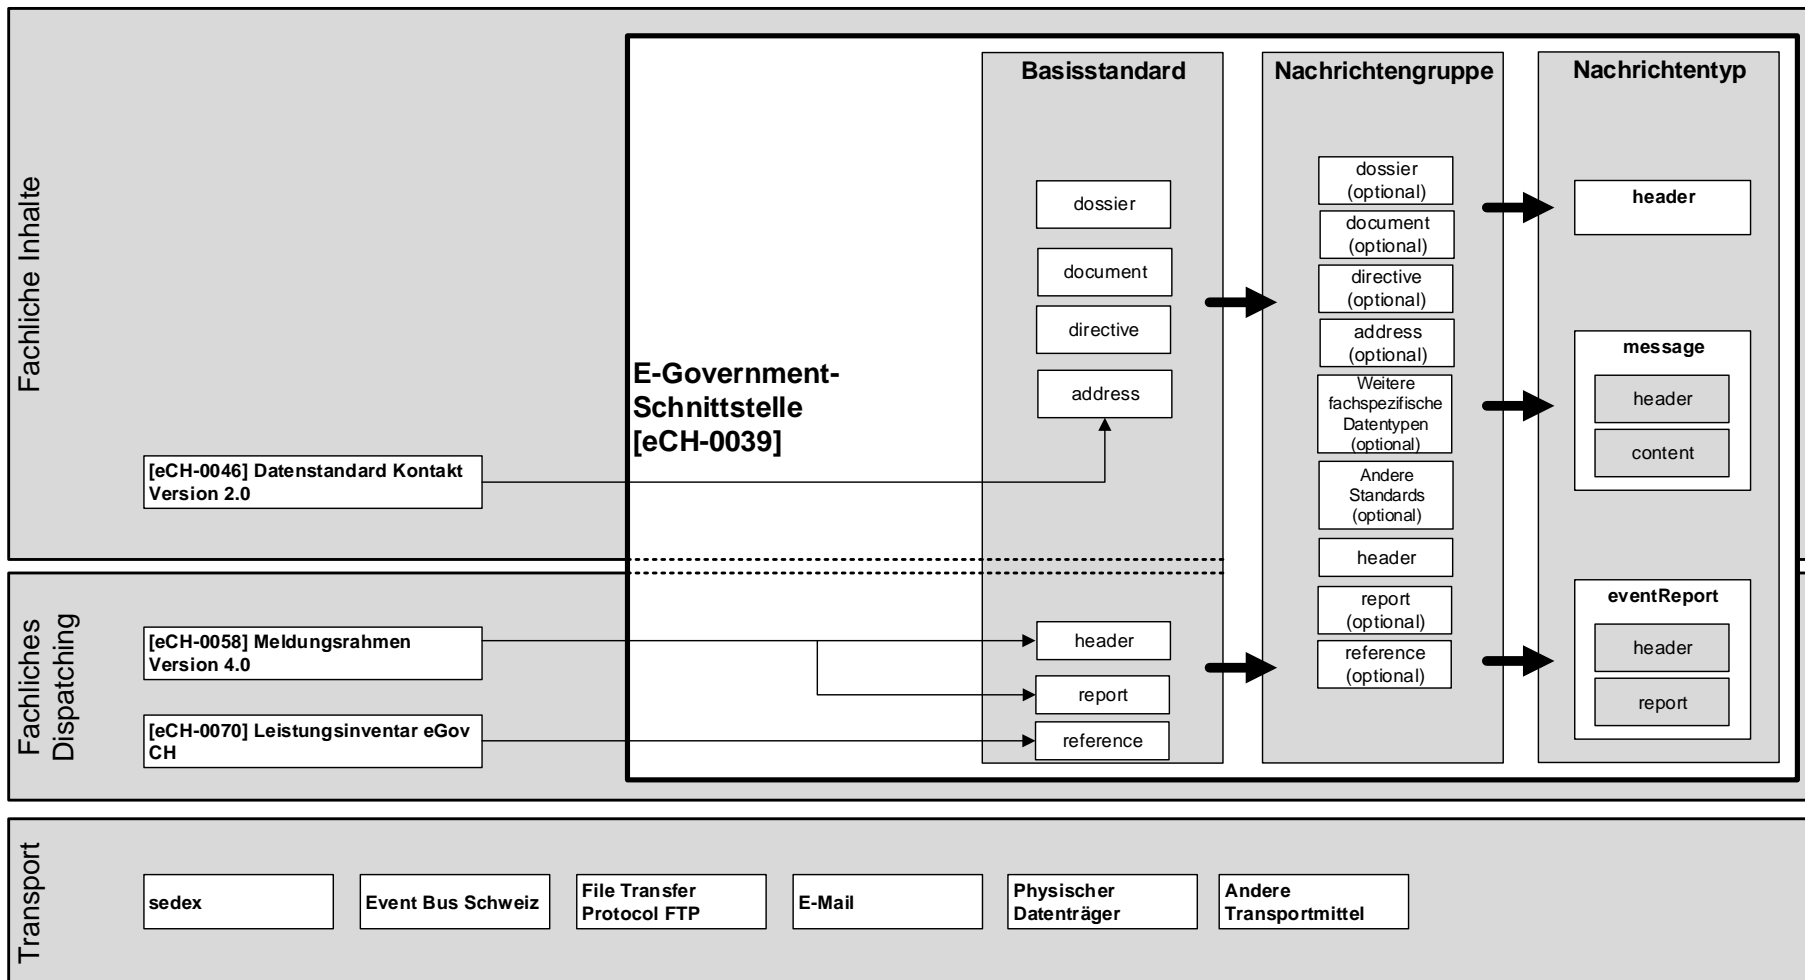 Fachliche Inhalte
E-Government-
Schnittstelle
[eCH-0039]
[eCH-0046] Datenstandard Kontakt
Version 2.0
Basisstandard
dossier
document
directive
address
Nachrichtengruppe
dossier
(optional)
document
(optional)
directive
(optional)
address
(optional)
Weitere
fachspezifische
Datentypen
(optional)
Andere
Standards
(optional)
header
report
(optional)
reference
(optional)
Nachrichtentyp
header
message
header
content
eventReport
header
report
Fachliches
Dispatching
[eCH-0058] Meldungsrahmen
Version 4.0
[eCH-0070] Leistungsinventar eGov
CH
header
report
reference
Transport
sedex
Event Bus Schweiz
File Transfer
Protocol FTP
E-Mail
Physischer
Datenträger
Andere
Transportmittel